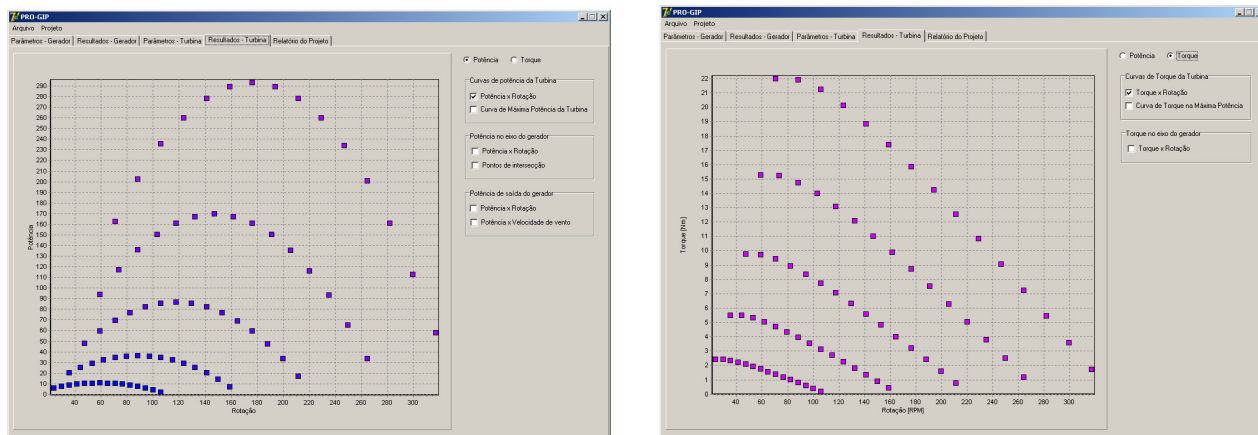 PRO-GIP
Arquivo Projeto
Parâmetros - Gerador Resultados - Gerador Parâmetros - Turbina Resultados - Turbina Relatório do Projeto
Potência Torque
Curvas de potência da Turbina
Potência x Rotação
Curva de Máxima Potência da Turbina
Potência no eixo do gerador
Potência x Rotação
Pontos de intersecção
Potência de saída do gerador
Potência x Rotação
Potência x Velocidade de vento
290
280
270
260
250
240
230
220
210
200
190
180
170
160
150
140
130
120
110
100
90
80
70
60
50
40
30
20
10
0
Potência
40 60 80 100 120 140 160 180 200 220 240 260 280 300
Rotação
PRO-GIP
Arquivo Projeto
Parâmetros - Gerador Resultados - Gerador Parâmetros - Turbina Resultados - Turbina Relatório do Projeto
Potência Torque
Curvas de Torque da Turbina
Torque x Rotação
Curva de Torque na Máxima Potência
Torque no eixo do gerador
Torque x Rotação
22
21
20
19
18
17
16
15
14
13
12
11
10
9
8
7
6
5
4
3
2
1
0
Torque [Nm]
40 60 80 100 120 140 160 180 200 220 240 260 280 300
Rotação [RPM]